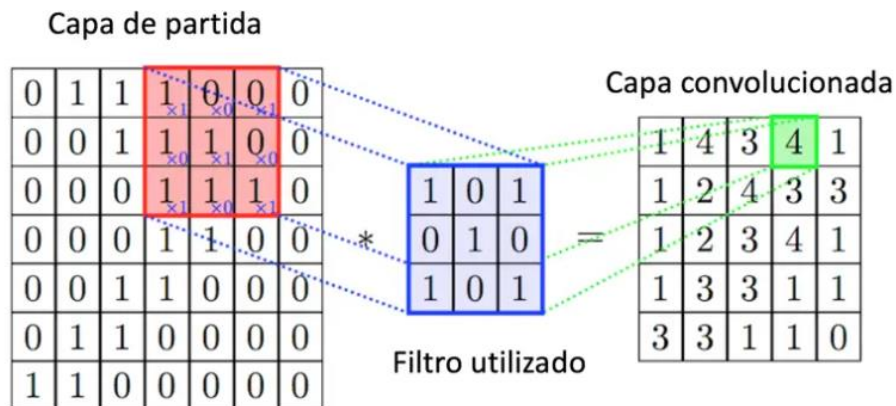 Capa de partida
Capa convolucionada
0 1 1 1 0 0 0
×1 ×0 ×1
0 0 1 1 1 0 0
×0 ×1 ×0
0 0 0 1 1 1 0
×1 ×0 ×1
0 0 0 1 1 0 0
0 0 1 1 0 0 0
0 1 1 0 0 0 0
1 1 0 0 0 0 0
*
1 0 1
0 1 0
1 0 1
Filtro utilizado
=
1 4 3 4 1
1 2 4 3 3
1 2 3 4 1
1 3 3 1 1
3 3 1 1 0